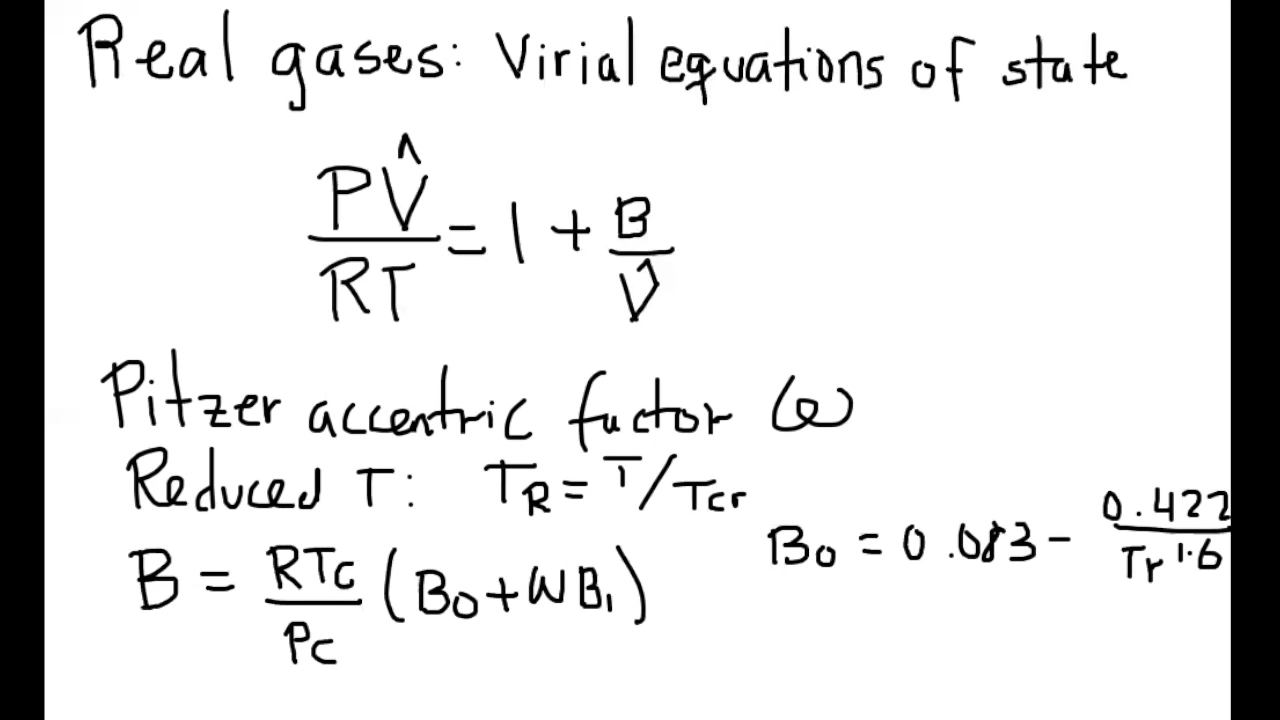 Real gases: Virial equations of state
PV̂/RT = 1 + B/V̂
Pitzer accentric factor ω
Reduced T: TR = T/Tcr
B0 = 0.083 - 0.422/Tr^1.6
B = RTc/Pc (B0 + WB1)